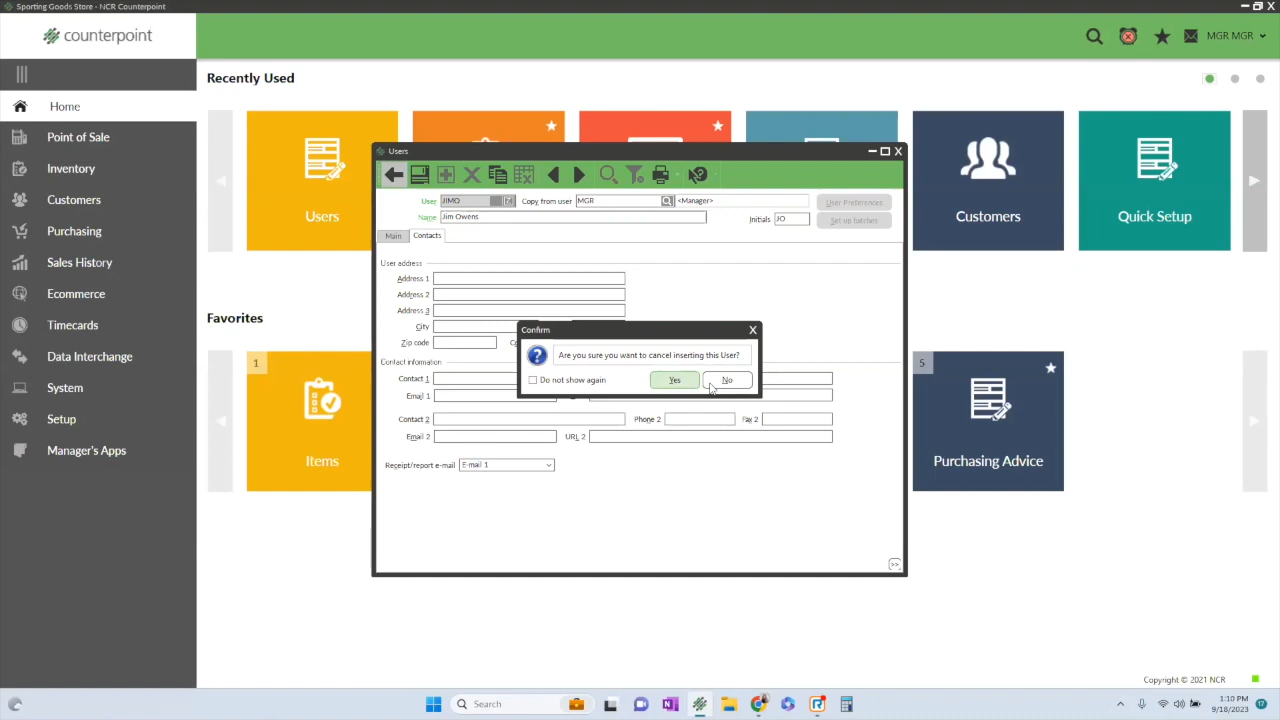 Sporting Goods Store - NCR Counterpoint
counterpoint
MGR MGR
Recently Used
Home
Point of Sale
Inventory
Customers
Purchasing
Sales History
Ecommerce
Timecards
Data Interchange
System
Setup
Manager's Apps
Users
Customers
Quick Setup
Favorites
1
Items
5
Purchasing Advice
Users
User JIMO Copy from user MGR <Manager> User Preferences
Name Jim Owens Initials JO Set up batches
Main Contacts
User address
Address 1
Address 2
Address 3
City
Zip code
Contact information
Contact 1
Email 1
Contact 2 Phone 2 Fax 2
Email 2 URL 2
Receipt/report e-mail E-mail 1
>>
Confirm X
Are you sure you want to cancel inserting this User?
Do not show again Yes No
Copyright © 2021 NCR
Search
1:10 PM
9/18/2023
17